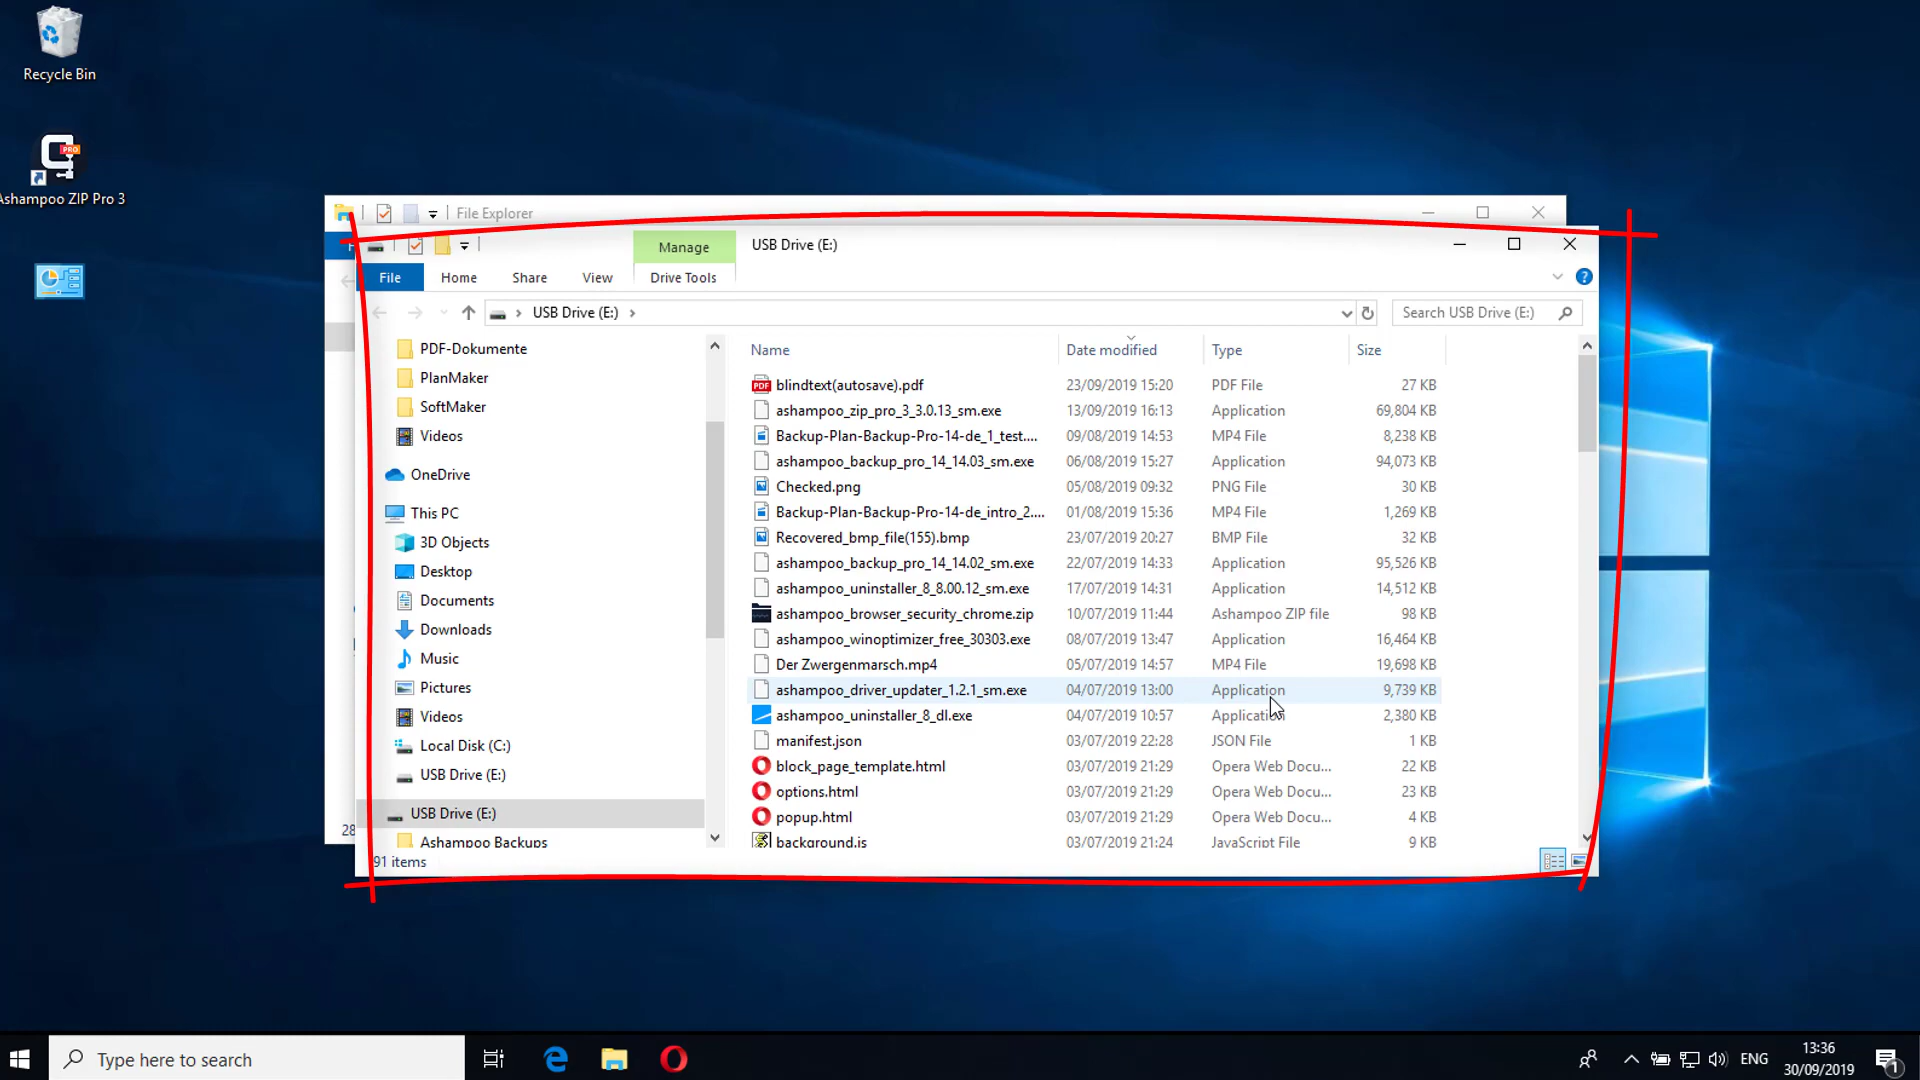 Recycle Bin
Ashampoo ZIP Pro 3
File Explorer
Manage
USB Drive (E:)
File
Home
Share
View
Drive Tools
USB Drive (E:)
Search USB Drive (E:)
PDF-Dokumente
PlanMaker
SoftMaker
Videos
OneDrive
This PC
3D Objects
Desktop
Documents
Downloads
Music
Pictures
Videos
Local Disk (C:)
USB Drive (E:)
USB Drive (E:)
Ashampoo Backups
Name Date modified Type Size
blindtext(autosave).pdf 23/09/2019 15:20 PDF File 27 KB
ashampoo_zip_pro_3_3.0.13_sm.exe 13/09/2019 16:13 Application 69,804 KB
Backup-Plan-Backup-Pro-14-de_1_test.... 09/08/2019 14:53 MP4 File 8,238 KB
ashampoo_backup_pro_14_14.03_sm.exe 06/08/2019 15:27 Application 94,073 KB
Checked.png 05/08/2019 09:32 PNG File 30 KB
Backup-Plan-Backup-Pro-14-de_intro_2.... 01/08/2019 15:36 MP4 File 1,269 KB
Recovered_bmp_file(155).bmp 23/07/2019 20:27 BMP File 32 KB
ashampoo_backup_pro_14_14.02_sm.exe 22/07/2019 14:33 Application 95,526 KB
ashampoo_uninstaller_8_8.00.12_sm.exe 17/07/2019 14:31 Application 14,512 KB
ashampoo_browser_security_chrome.zip 10/07/2019 11:44 Ashampoo ZIP file 98 KB
ashampoo_winoptimizer_free_30303.exe 08/07/2019 13:47 Application 16,464 KB
Der Zwergenmarsch.mp4 05/07/2019 14:57 MP4 File 19,698 KB
ashampoo_driver_updater_1.2.1_sm.exe 04/07/2019 13:00 Application 9,739 KB
ashampoo_uninstaller_8_dl.exe 04/07/2019 10:57 Application 2,380 KB
manifest.json 03/07/2019 22:28 JSON File 1 KB
block_page_template.html 03/07/2019 21:29 Opera Web Docu... 22 KB
options.html 03/07/2019 21:29 Opera Web Docu... 23 KB
popup.html 03/07/2019 21:29 Opera Web Docu... 4 KB
background.js 03/07/2019 21:24 JavaScript File 9 KB
28
91 items
Type here to search
ENG
13:36
30/09/2019
1